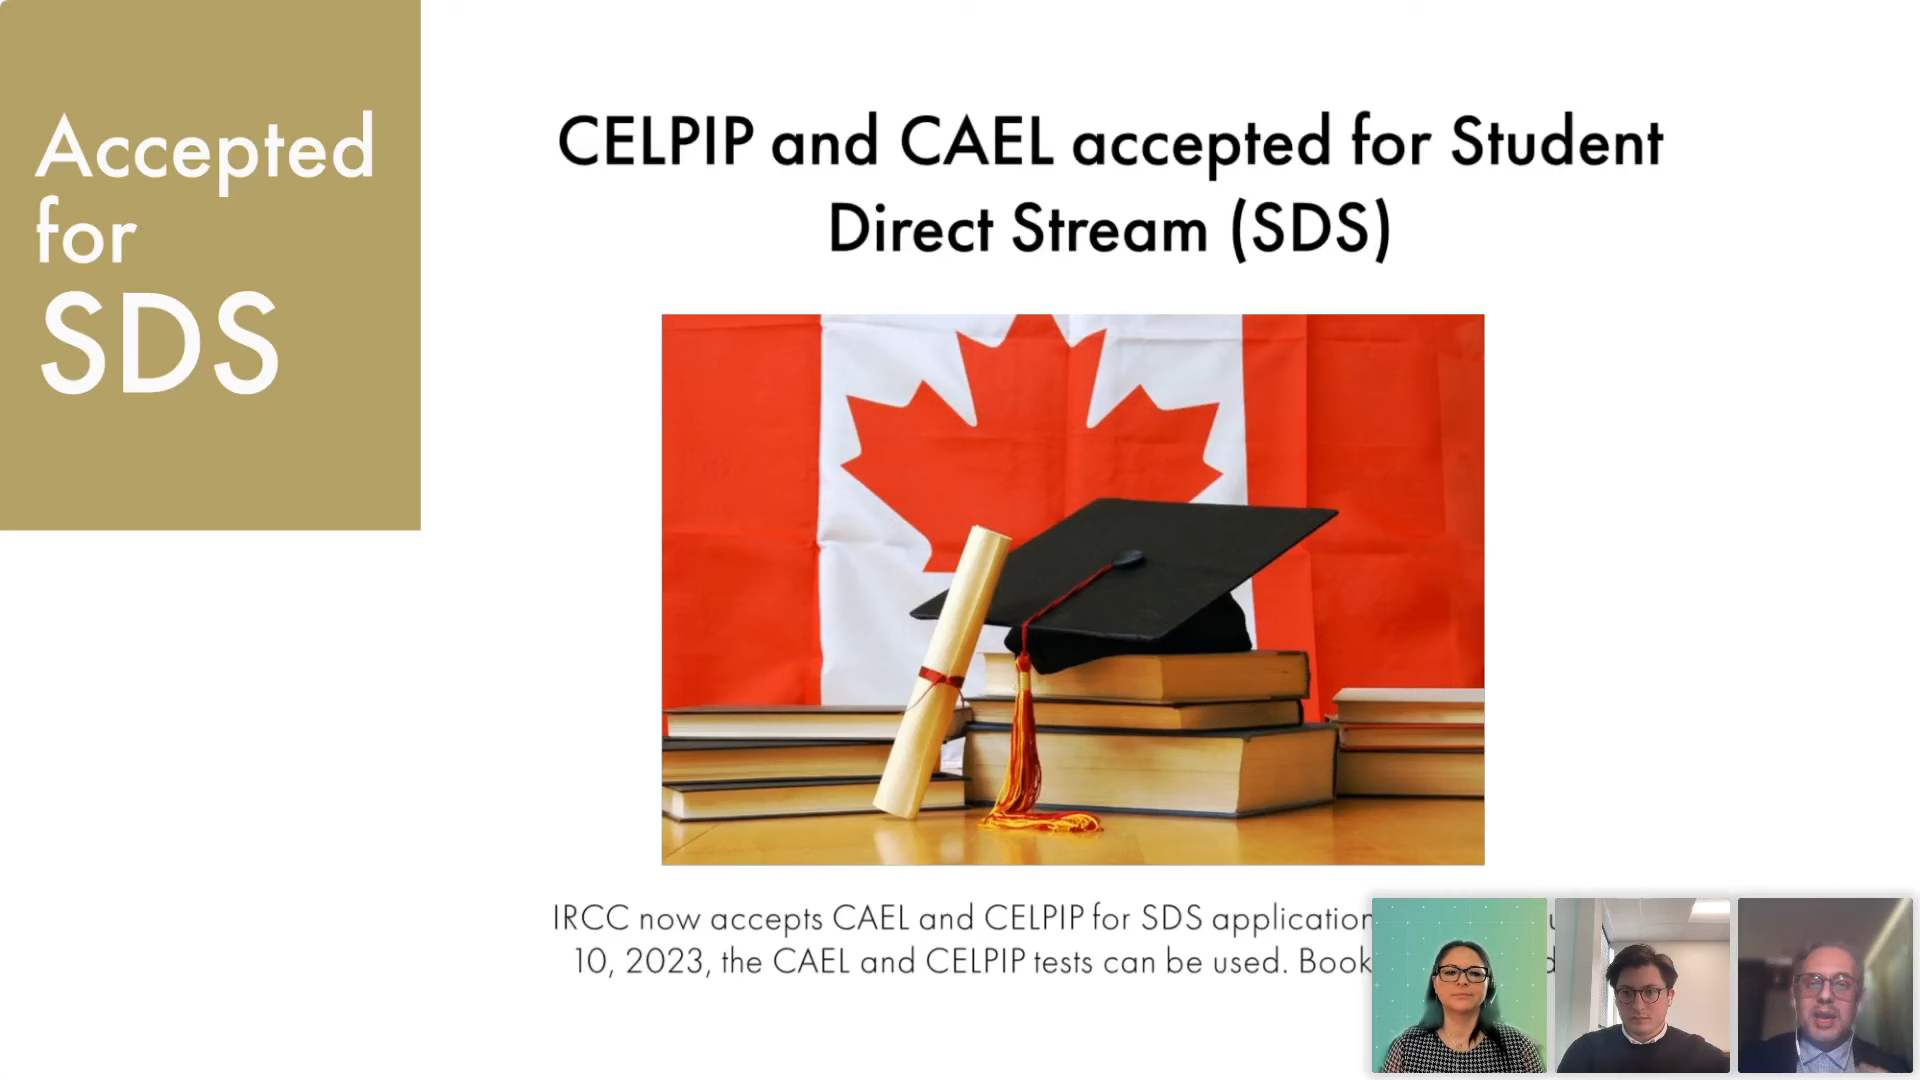 Accepted
for
SDS
CELPIP and CAEL accepted for Student
Direct Stream (SDS)
IRCC now accepts CAEL and CELPIP for SDS
10, 2023, the CAEL and CELPIP tests can be used. Book